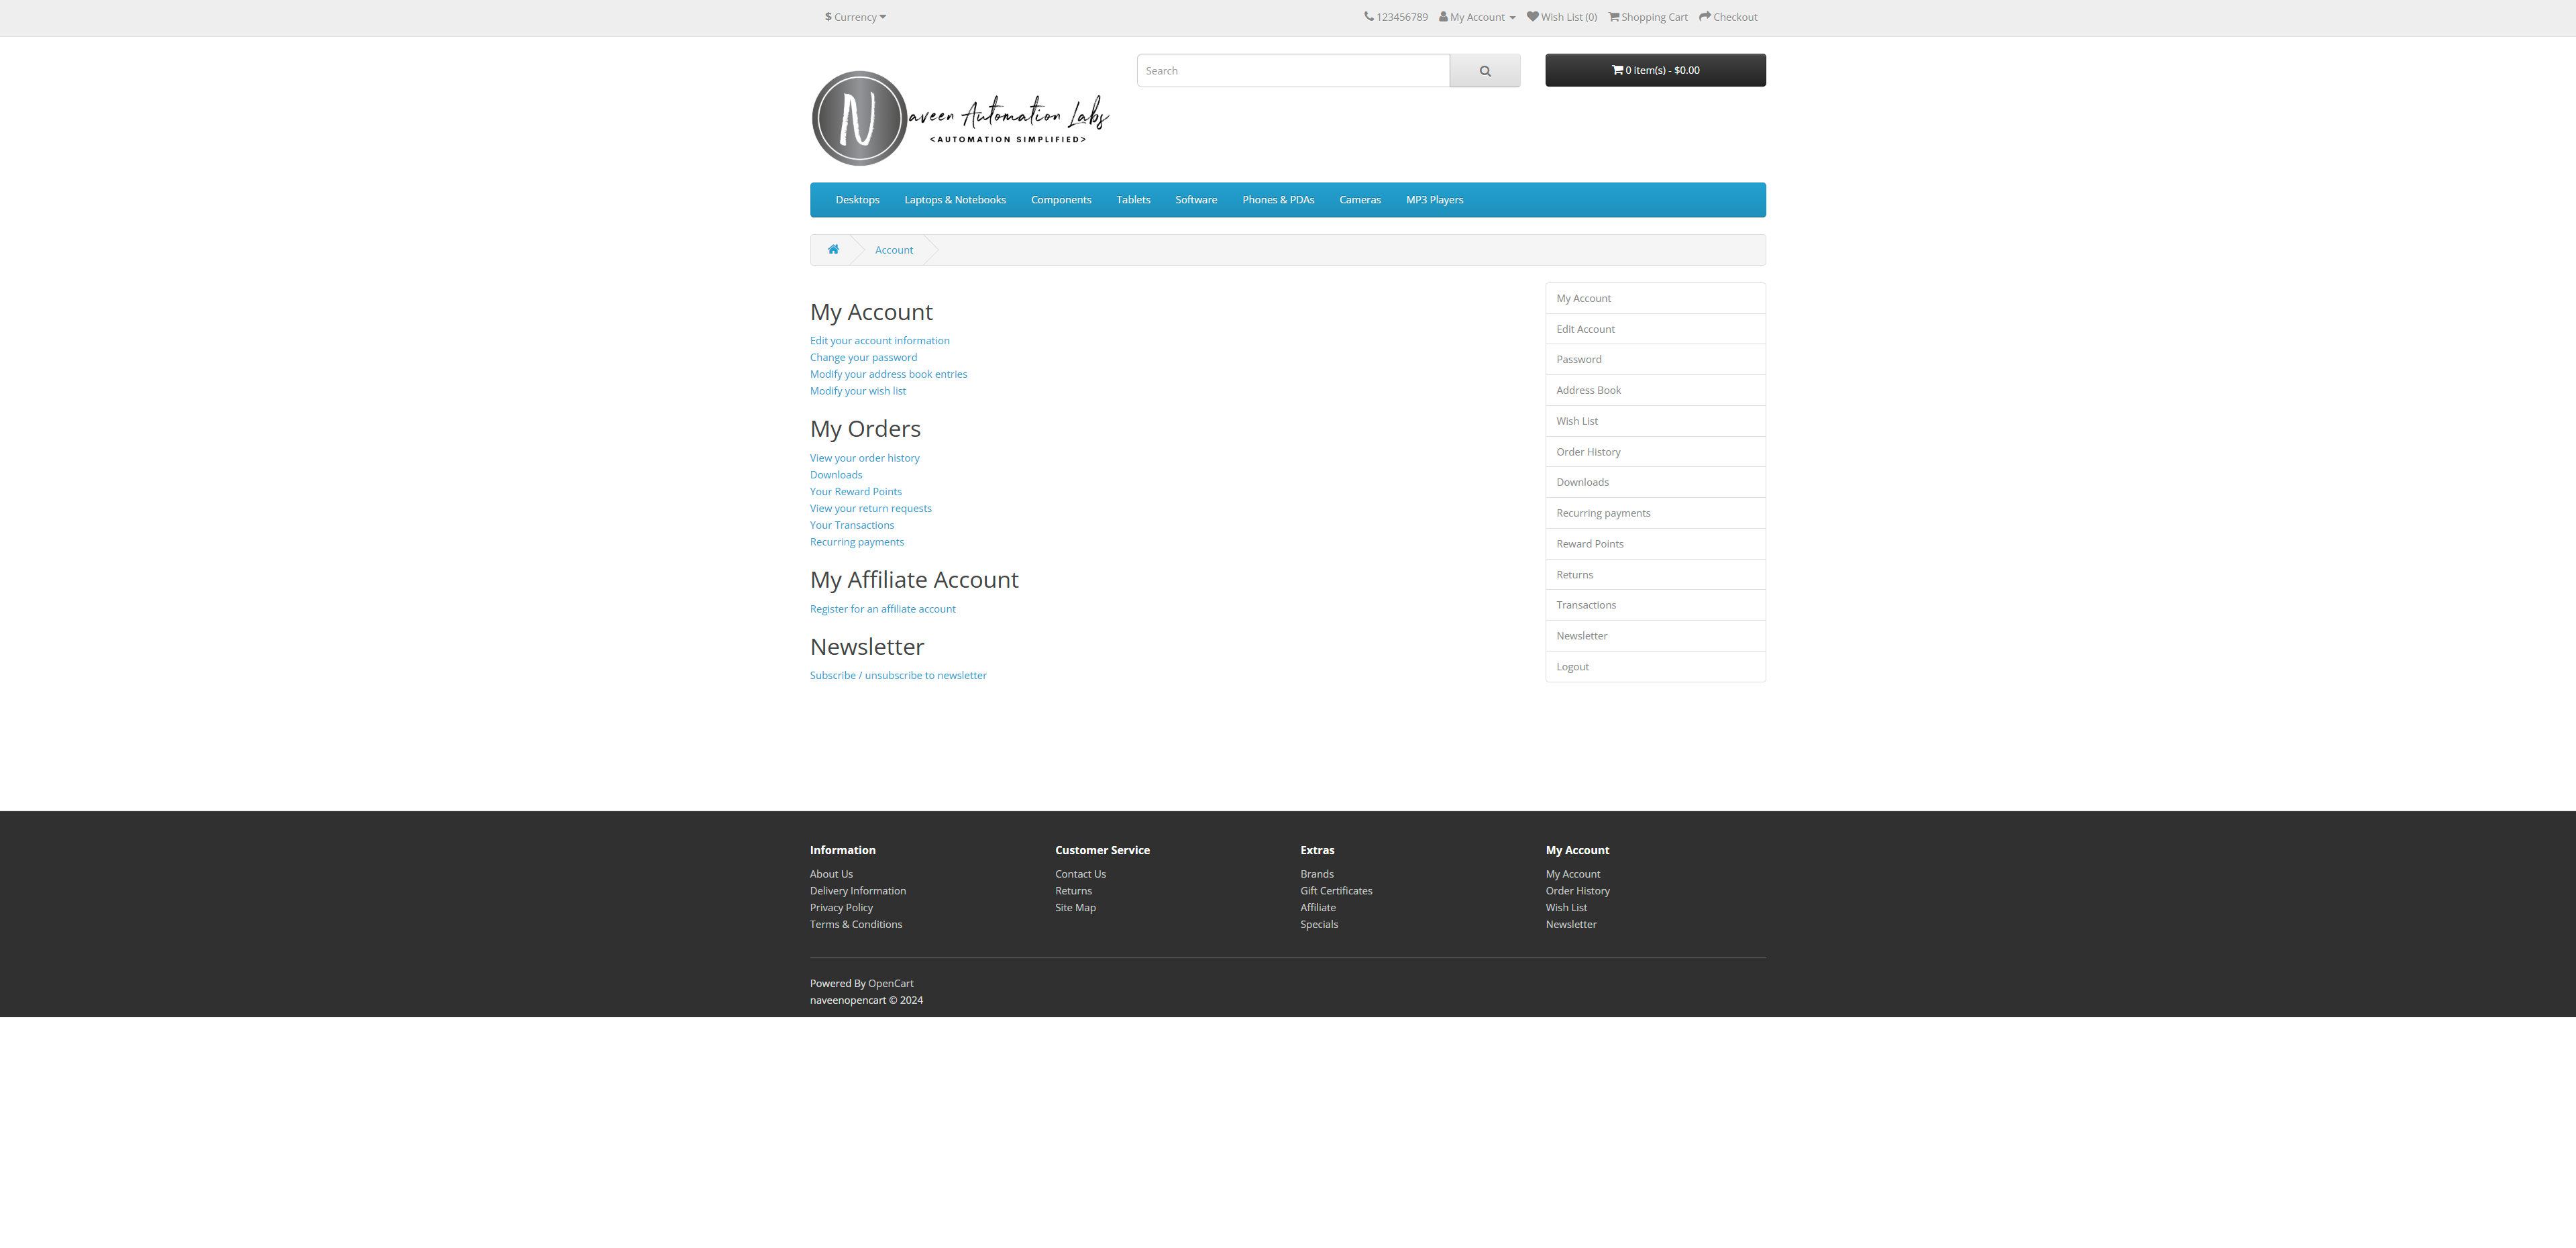 $ Currency
123456789 My Account Wish List (0) Shopping Cart Checkout
Naveen Automation Labs
<AUTOMATION SIMPLIFIED>
Search
0 item(s) - $0.00
Desktops Laptops & Notebooks Components Tablets Software Phones & PDAs Cameras MP3 Players
Account
My Account
Edit your account information
Change your password
Modify your address book entries
Modify your wish list
My Orders
View your order history
Downloads
Your Reward Points
View your return requests
Your Transactions
Recurring payments
My Affiliate Account
Register for an affiliate account
Newsletter
Subscribe / unsubscribe to newsletter
My Account
Edit Account
Password
Address Book
Wish List
Order History
Downloads
Recurring payments
Reward Points
Returns
Transactions
Newsletter
Logout
Information
About Us
Delivery Information
Privacy Policy
Terms & Conditions
Customer Service
Contact Us
Returns
Site Map
Extras
Brands
Gift Certificates
Affiliate
Specials
My Account
My Account
Order History
Wish List
Newsletter
Powered By OpenCart
naveenopencart © 2024